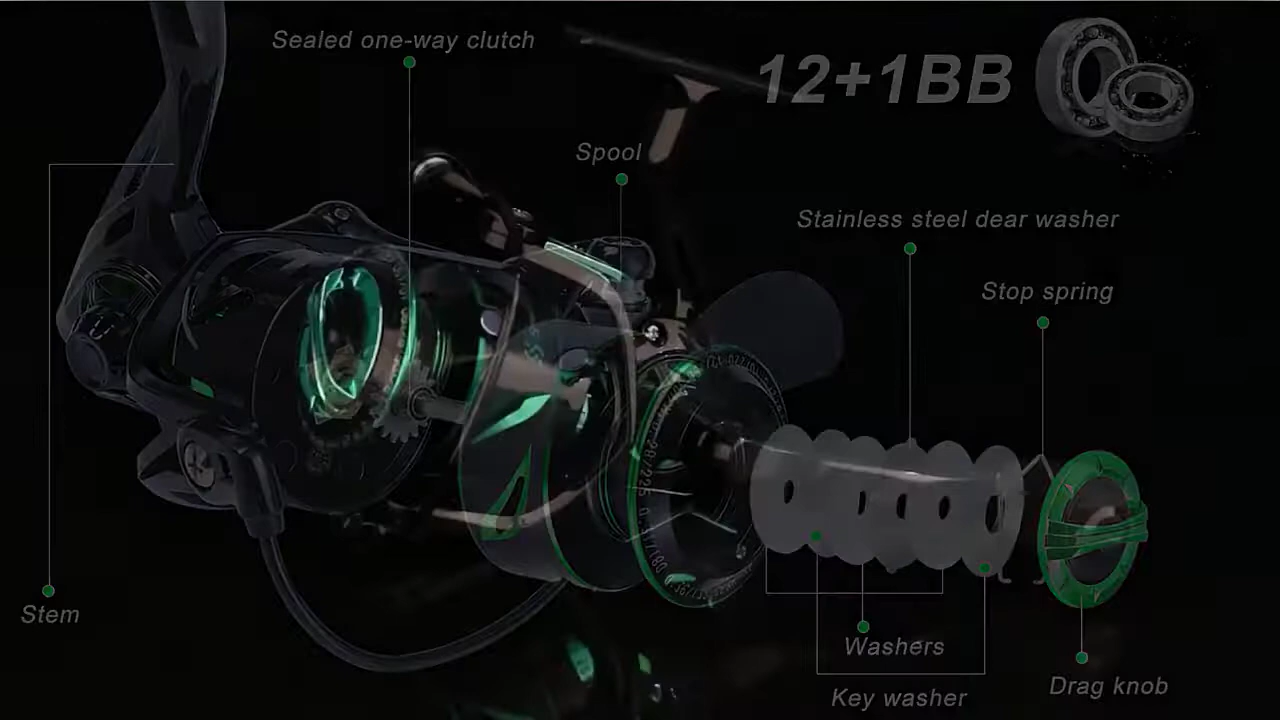 Sealed one-way clutch
12+1BB
Spool
Stainless steel dear washer
Stop spring
Stem
Washers
Key washer
Drag knob